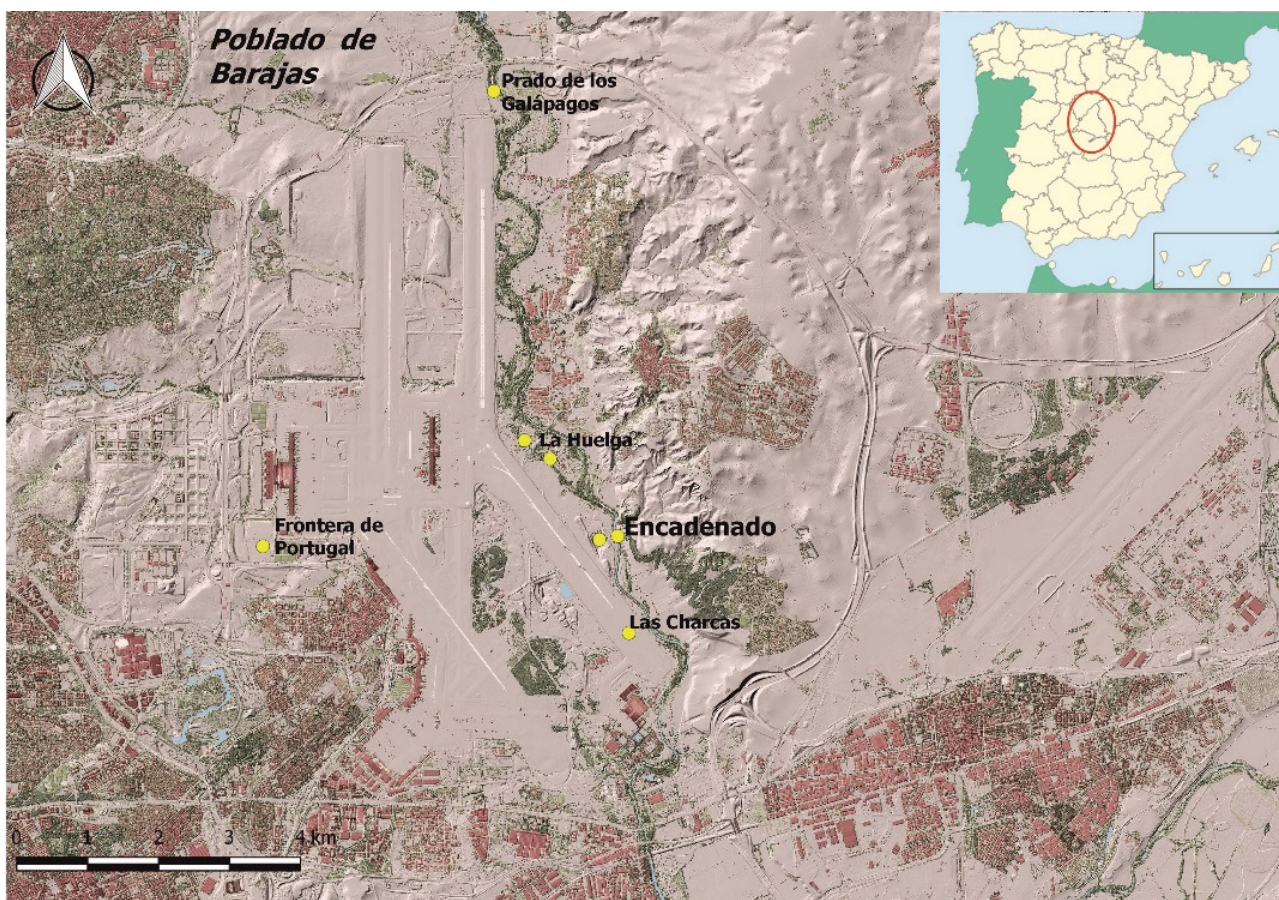 Poblado de
Barajas
Prado de los
Galápagos
La Huelga
Encadenado
Frontera de
Portugal
Las Charcas
0 1 2 3 4 km